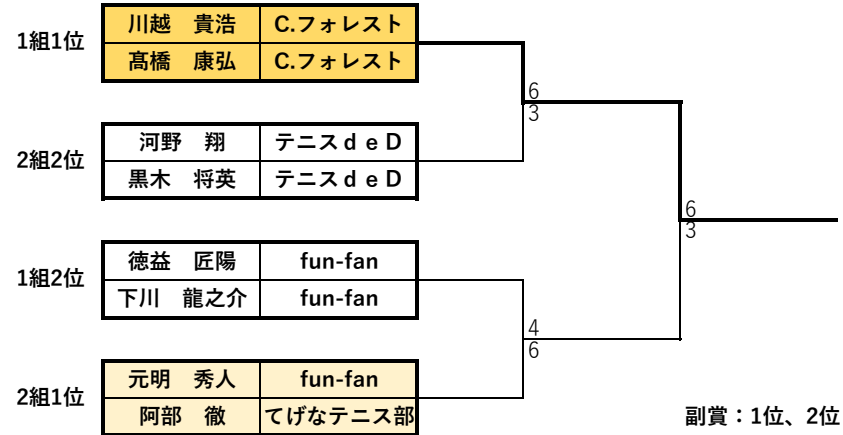 川越　貴浩 C.フォレスト
1組1位
髙橋　康弘 C.フォレスト
6
3
河野　翔 テニスｄｅＤ
2組2位
黒木　将英 テニスｄｅＤ
6
3
徳益　匠陽 fun-fan
1組2位
下川　龍之介 fun-fan
4
6
元明　秀人 fun-fan
2組1位
阿部　徹 てげなテニス部
副賞：1位、2位